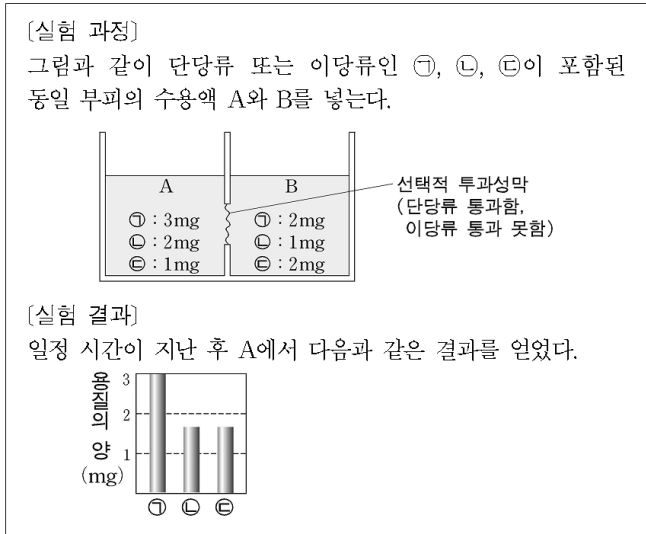 〔실험 과정〕
그림과 같이 단당류 또는 이당류인 ㉠, ㉡, ㉢이 포함된
동일 부피의 수용액 A와 B를 넣는다.
A B
㉠ : 3mg ㉠ : 2mg
㉡ : 2mg ㉡ : 1mg
㉢ : 1mg ㉢ : 2mg
선택적 투과성막
(단당류 통과함,
이당류 통과 못함)
〔실험 결과〕
일정 시간이 지난 후 A에서 다음과 같은 결과를 얻었다.
용질의 양
(mg)
3
2
1
㉠ ㉡ ㉢